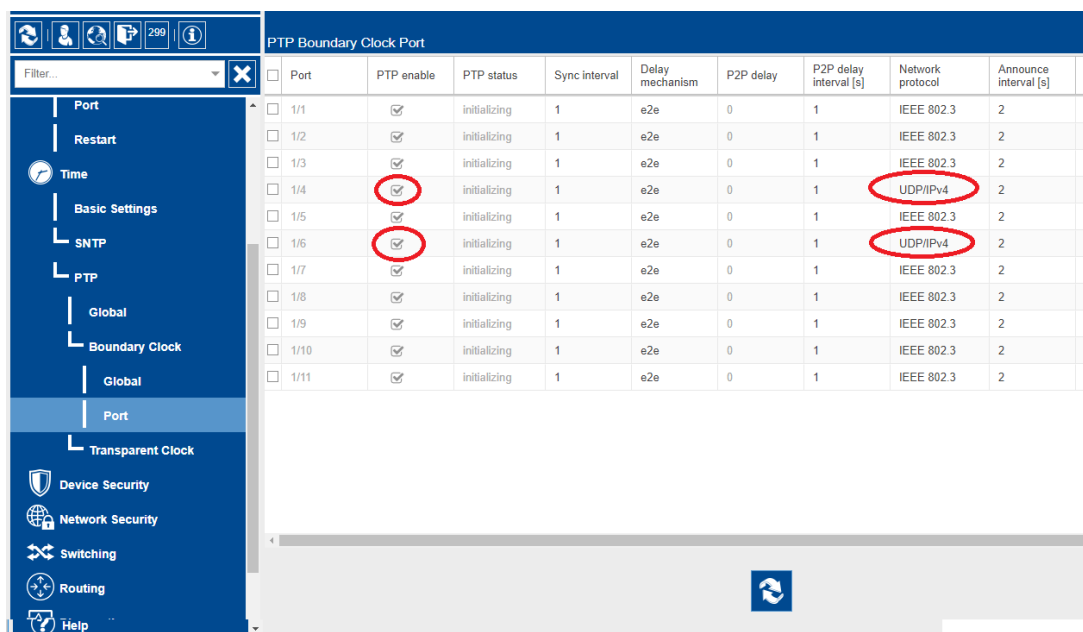 299
PTP Boundary Clock Port
Filter...
Port PTP enable PTP status Sync interval Delay mechanism P2P delay P2P delay interval [s] Network protocol Announce interval [s]
1/1 initializing 1 e2e 0 1 IEEE 802.3 2
1/2 initializing 1 e2e 0 1 IEEE 802.3 2
1/3 initializing 1 e2e 0 1 IEEE 802.3 2
1/4 initializing 1 e2e 0 1 UDP/IPv4 2
1/5 initializing 1 e2e 0 1 IEEE 802.3 2
1/6 initializing 1 e2e 0 1 UDP/IPv4 2
1/7 initializing 1 e2e 0 1 IEEE 802.3 2
1/8 initializing 1 e2e 0 1 IEEE 802.3 2
1/9 initializing 1 e2e 0 1 IEEE 802.3 2
1/10 initializing 1 e2e 0 1 IEEE 802.3 2
1/11 initializing 1 e2e 0 1 IEEE 802.3 2
Port
Restart
Time
Basic Settings
SNTP
PTP
Global
Boundary Clock
Global
Port
Transparent Clock
Device Security
Network Security
Switching
Routing
Help